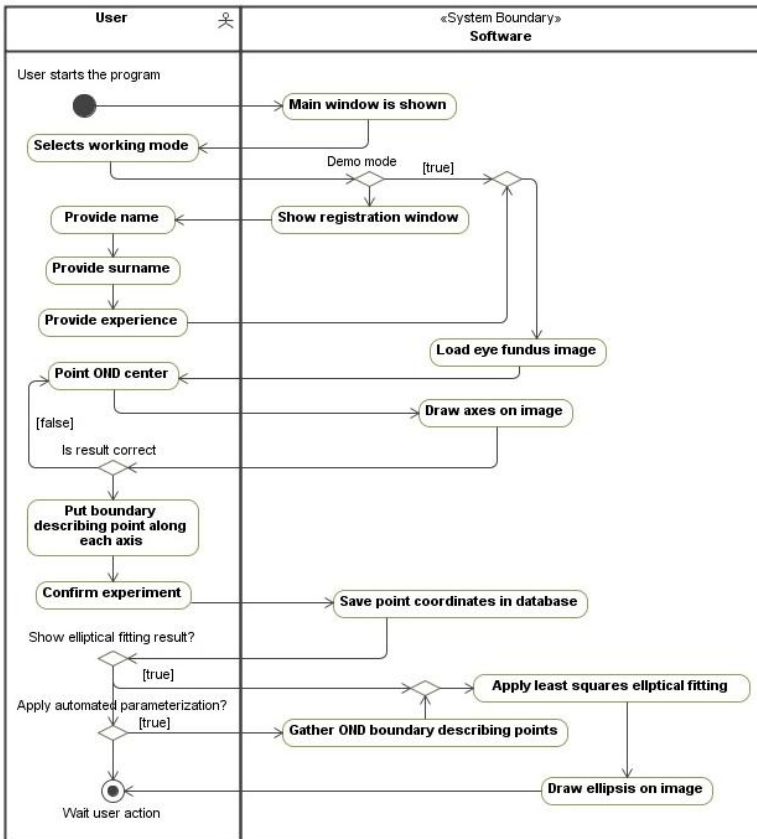 User
«System Boundary»
Software
User starts the program
Main window is shown
Selects working mode
Demo mode
[true]
Provide name
Show registration window
Provide surname
Provide experience
Load eye fundus image
Point OND center
[false]
Draw axes on image
Is result correct
Put boundary
describing point along
each axis
Confirm experiment
Save point coordinates in database
Show elliptical fitting result?
[true]
Apply least squares ellptical fitting
Apply automated parameterization?
[true]
Gather OND boundary describing points
Draw ellipsis on image
Wait user action